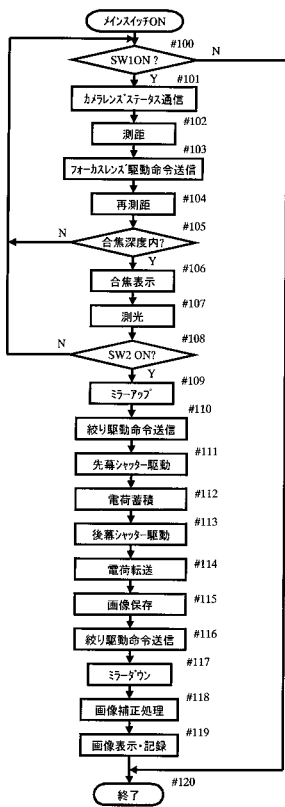 メインスイッチON
#100
SW1ON ?
N
Y
#101
カメラレンズステータス通信
#102
測距
#103
フォーカスレンズ駆動命令送信
#104
再測距
#105
N
合焦深度内?
Y
#106
合焦表示
#107
測光
#108
N
SW2 ON?
Y
#109
ミラーアップ
#110
絞り駆動命令送信
#111
先幕シャッター駆動
#112
電荷蓄積
#113
後幕シャッター駆動
#114
電荷転送
#115
画像保存
#116
絞り駆動命令送信
#117
ミラーダウン
#118
画像補正処理
#119
画像表示・記録
#120
終了